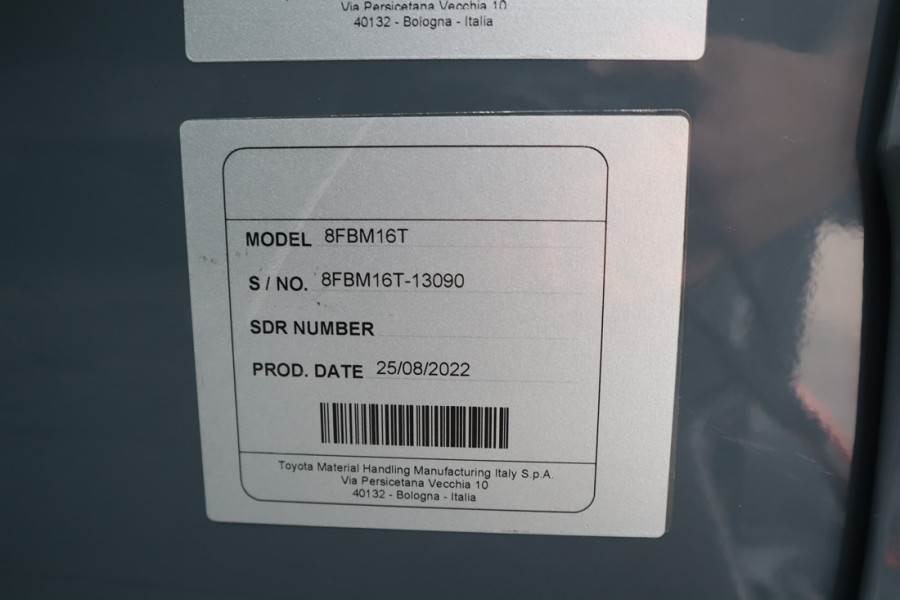 Via Persicetana Vecchia 10
40132 - Bologna - Italia
MODEL 8FBM16T
S / NO. 8FBM16T-13090
SDR NUMBER
PROD. DATE 25/08/2022
Toyota Material Handling Manufacturing Italy S.p.A.
Via Persicetana Vecchia 10
40132 - Bologna - Italia